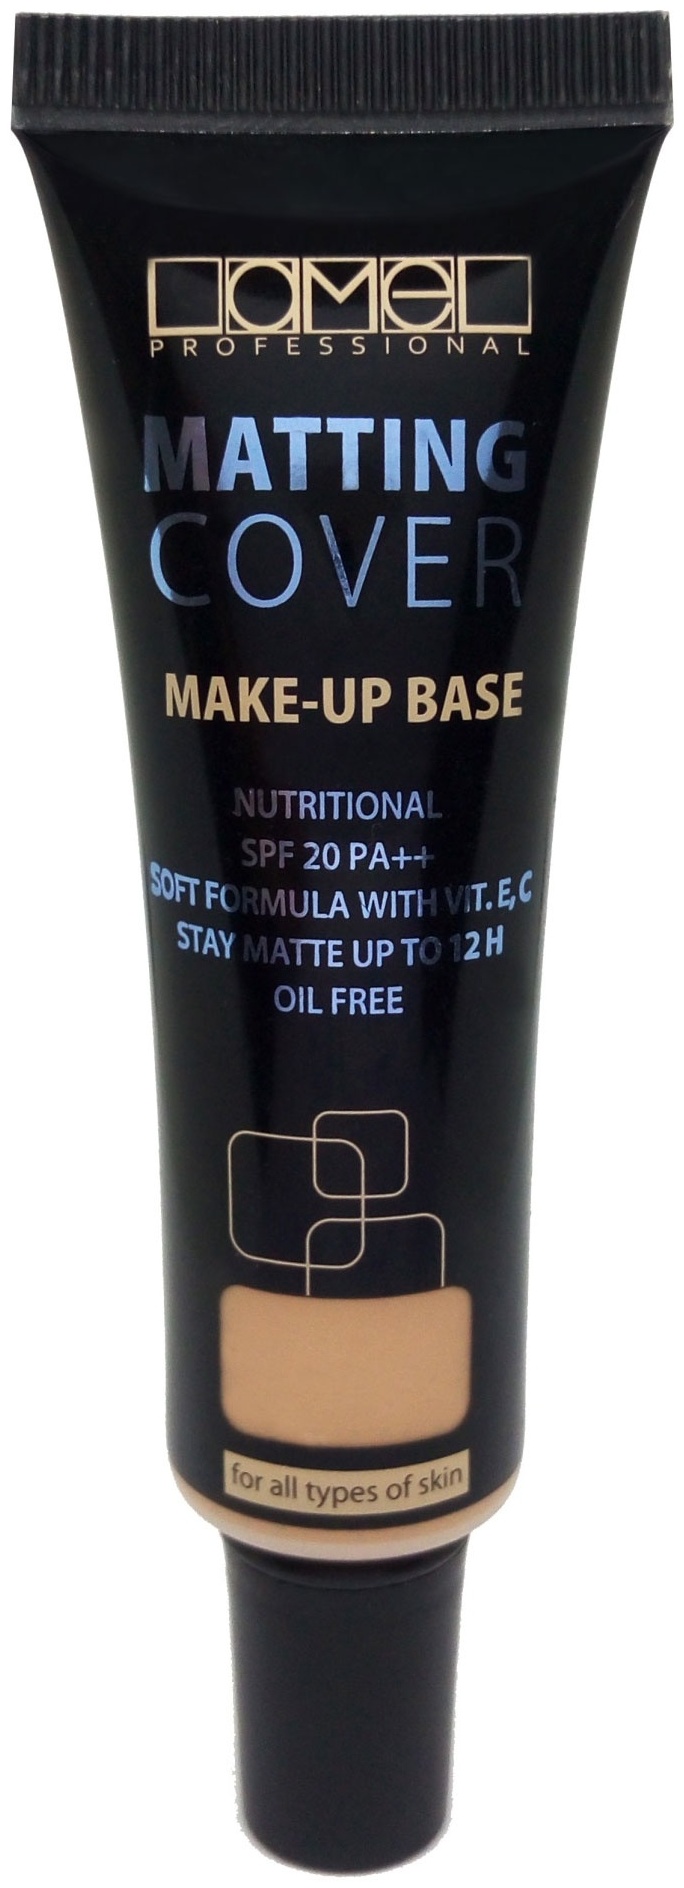 LAMEL
PROFESSIONAL
MATTING
COVER
MAKE-UP BASE
NUTRITIONAL
SPF 20 PA++
SOFT FORMULA WITH VIT. E, C
STAY MATTE UP TO 12 H
OIL FREE
for all types of skin